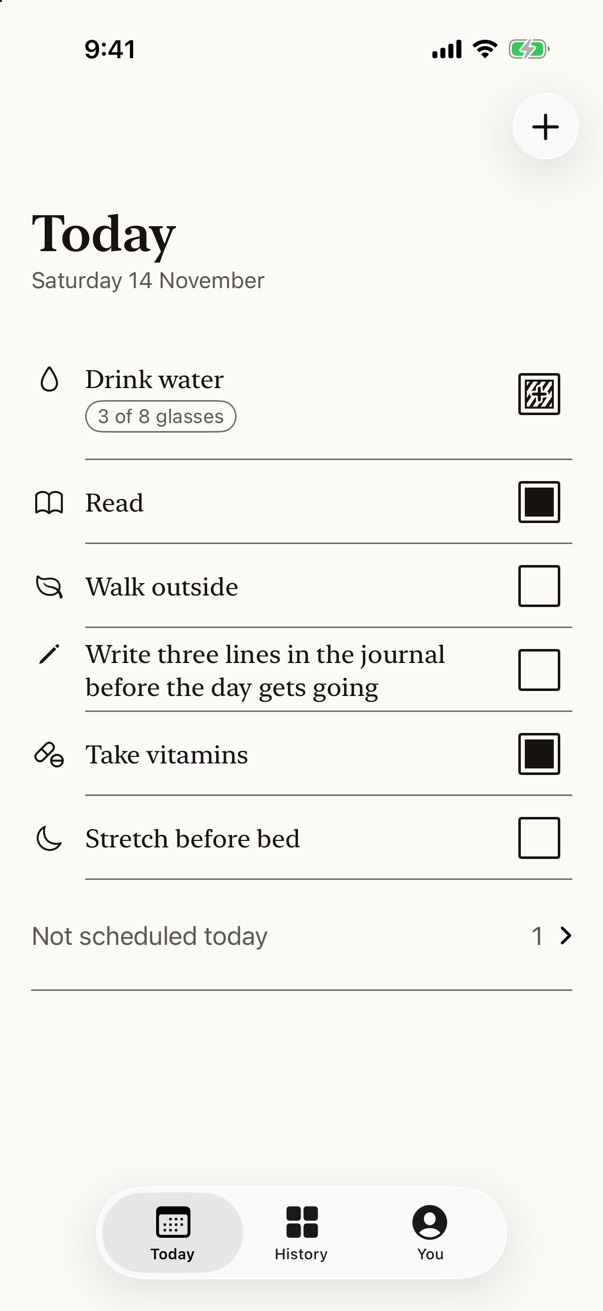 9:41
Today
Saturday 14 November
Drink water
3 of 8 glasses
Read
Walk outside
Write three lines in the journal
before the day gets going
Take vitamins
Stretch before bed
Not scheduled today 1
Today History You